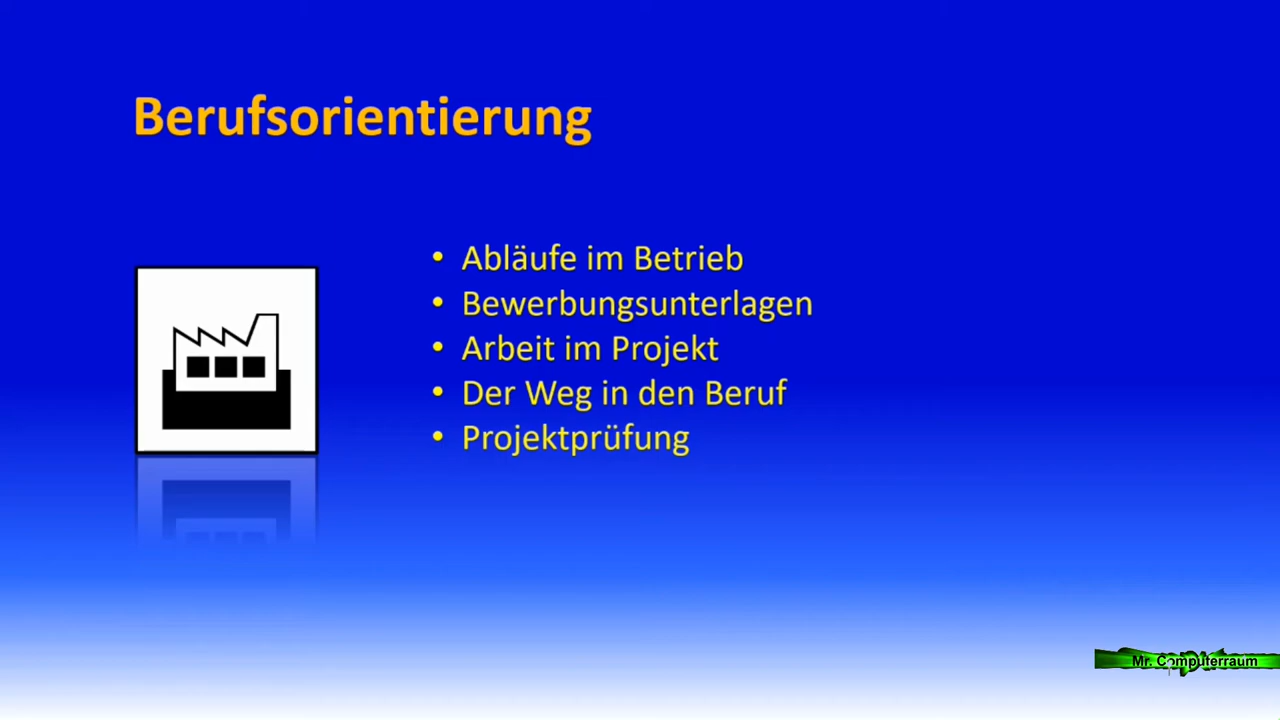 Berufsorientierung
• Abläufe im Betrieb
• Bewerbungsunterlagen
• Arbeit im Projekt
• Der Weg in den Beruf
• Projektprüfung
Mr. Computerraum